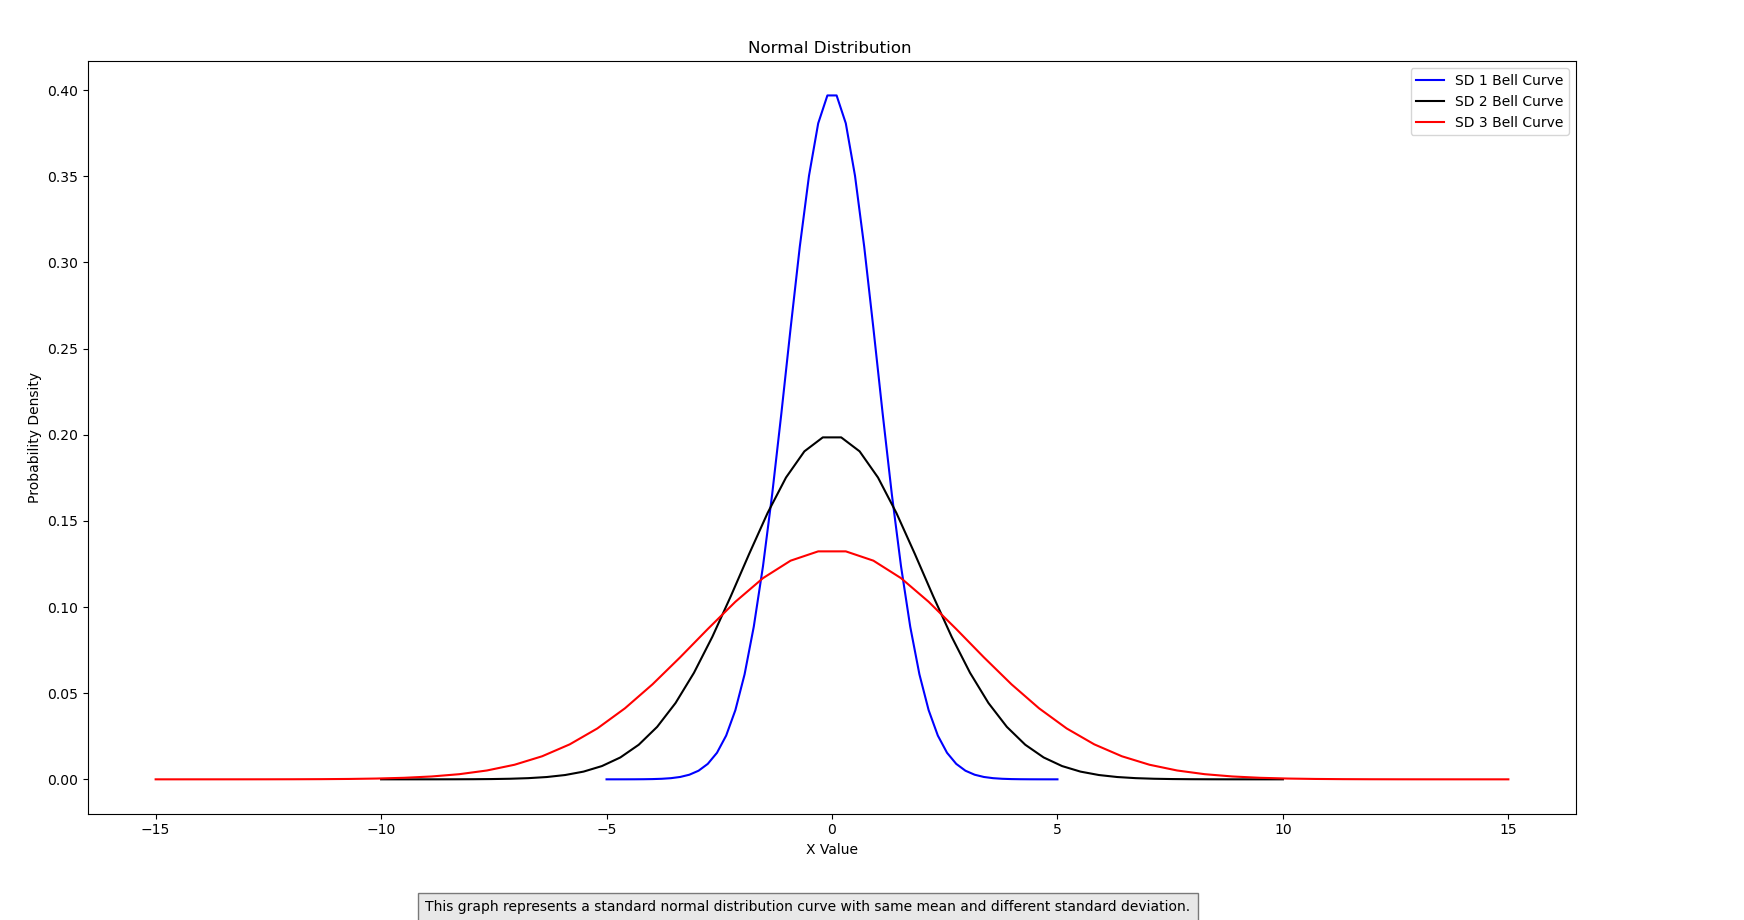 Normal Distribution
SD 1 Bell Curve
SD 2 Bell Curve
SD 3 Bell Curve
0.40
0.35
0.30
0.25
0.20
0.15
0.10
0.05
0.00
Probability Density
−15 −10 −5 0 5 10 15
X Value
This graph represents a standard normal distribution curve with same mean and different standard deviation.